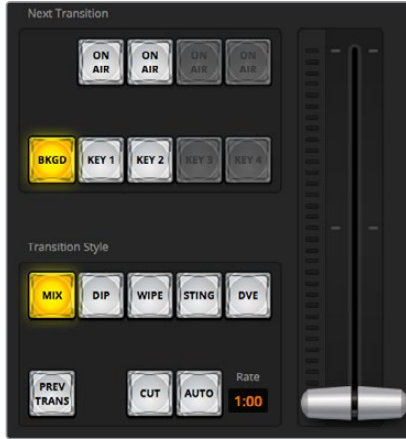 Next Transition
ON AIR ON AIR ON AIR ON AIR
BKGD KEY 1 KEY 2 KEY 3 KEY 4
Transition Style
MIX DIP WIPE STING DVE
Rate
PREV TRANS CUT AUTO 1:00